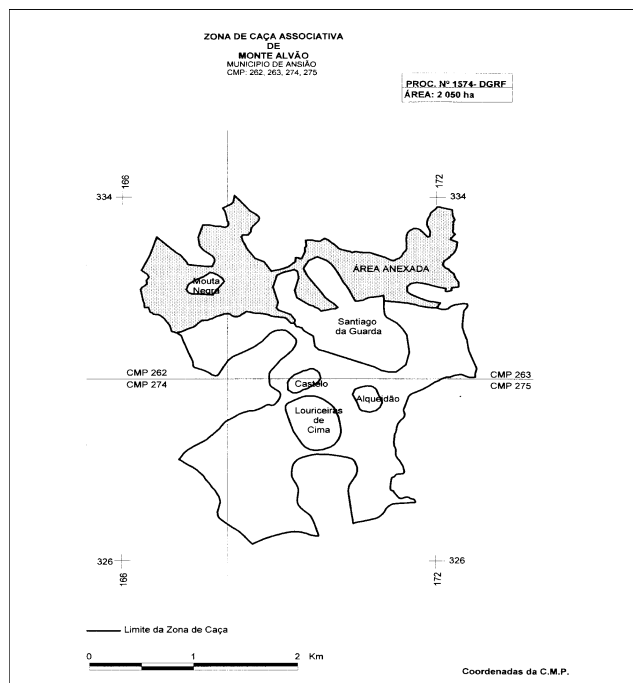 ZONA DE CAÇA ASSOCIATIVA
DE
MONTE ALVÃO
MUNICIPIO DE ANSIÃO
CMP: 262, 263, 274, 275
PROC. Nº 1574- DGRF
ÁREA: 2 050 ha
166
172
334
334
ÁREA ANEXADA
Mouta
Negra
Santiago
da Guarda
CMP 262
CMP 263
CMP 274
CMP 275
Castelo
Alqueidão
Louriceiras
de
Cima
326
326
166
172
Limite da Zona de Caça
0 1 2 Km
Coordenadas da C.M.P.